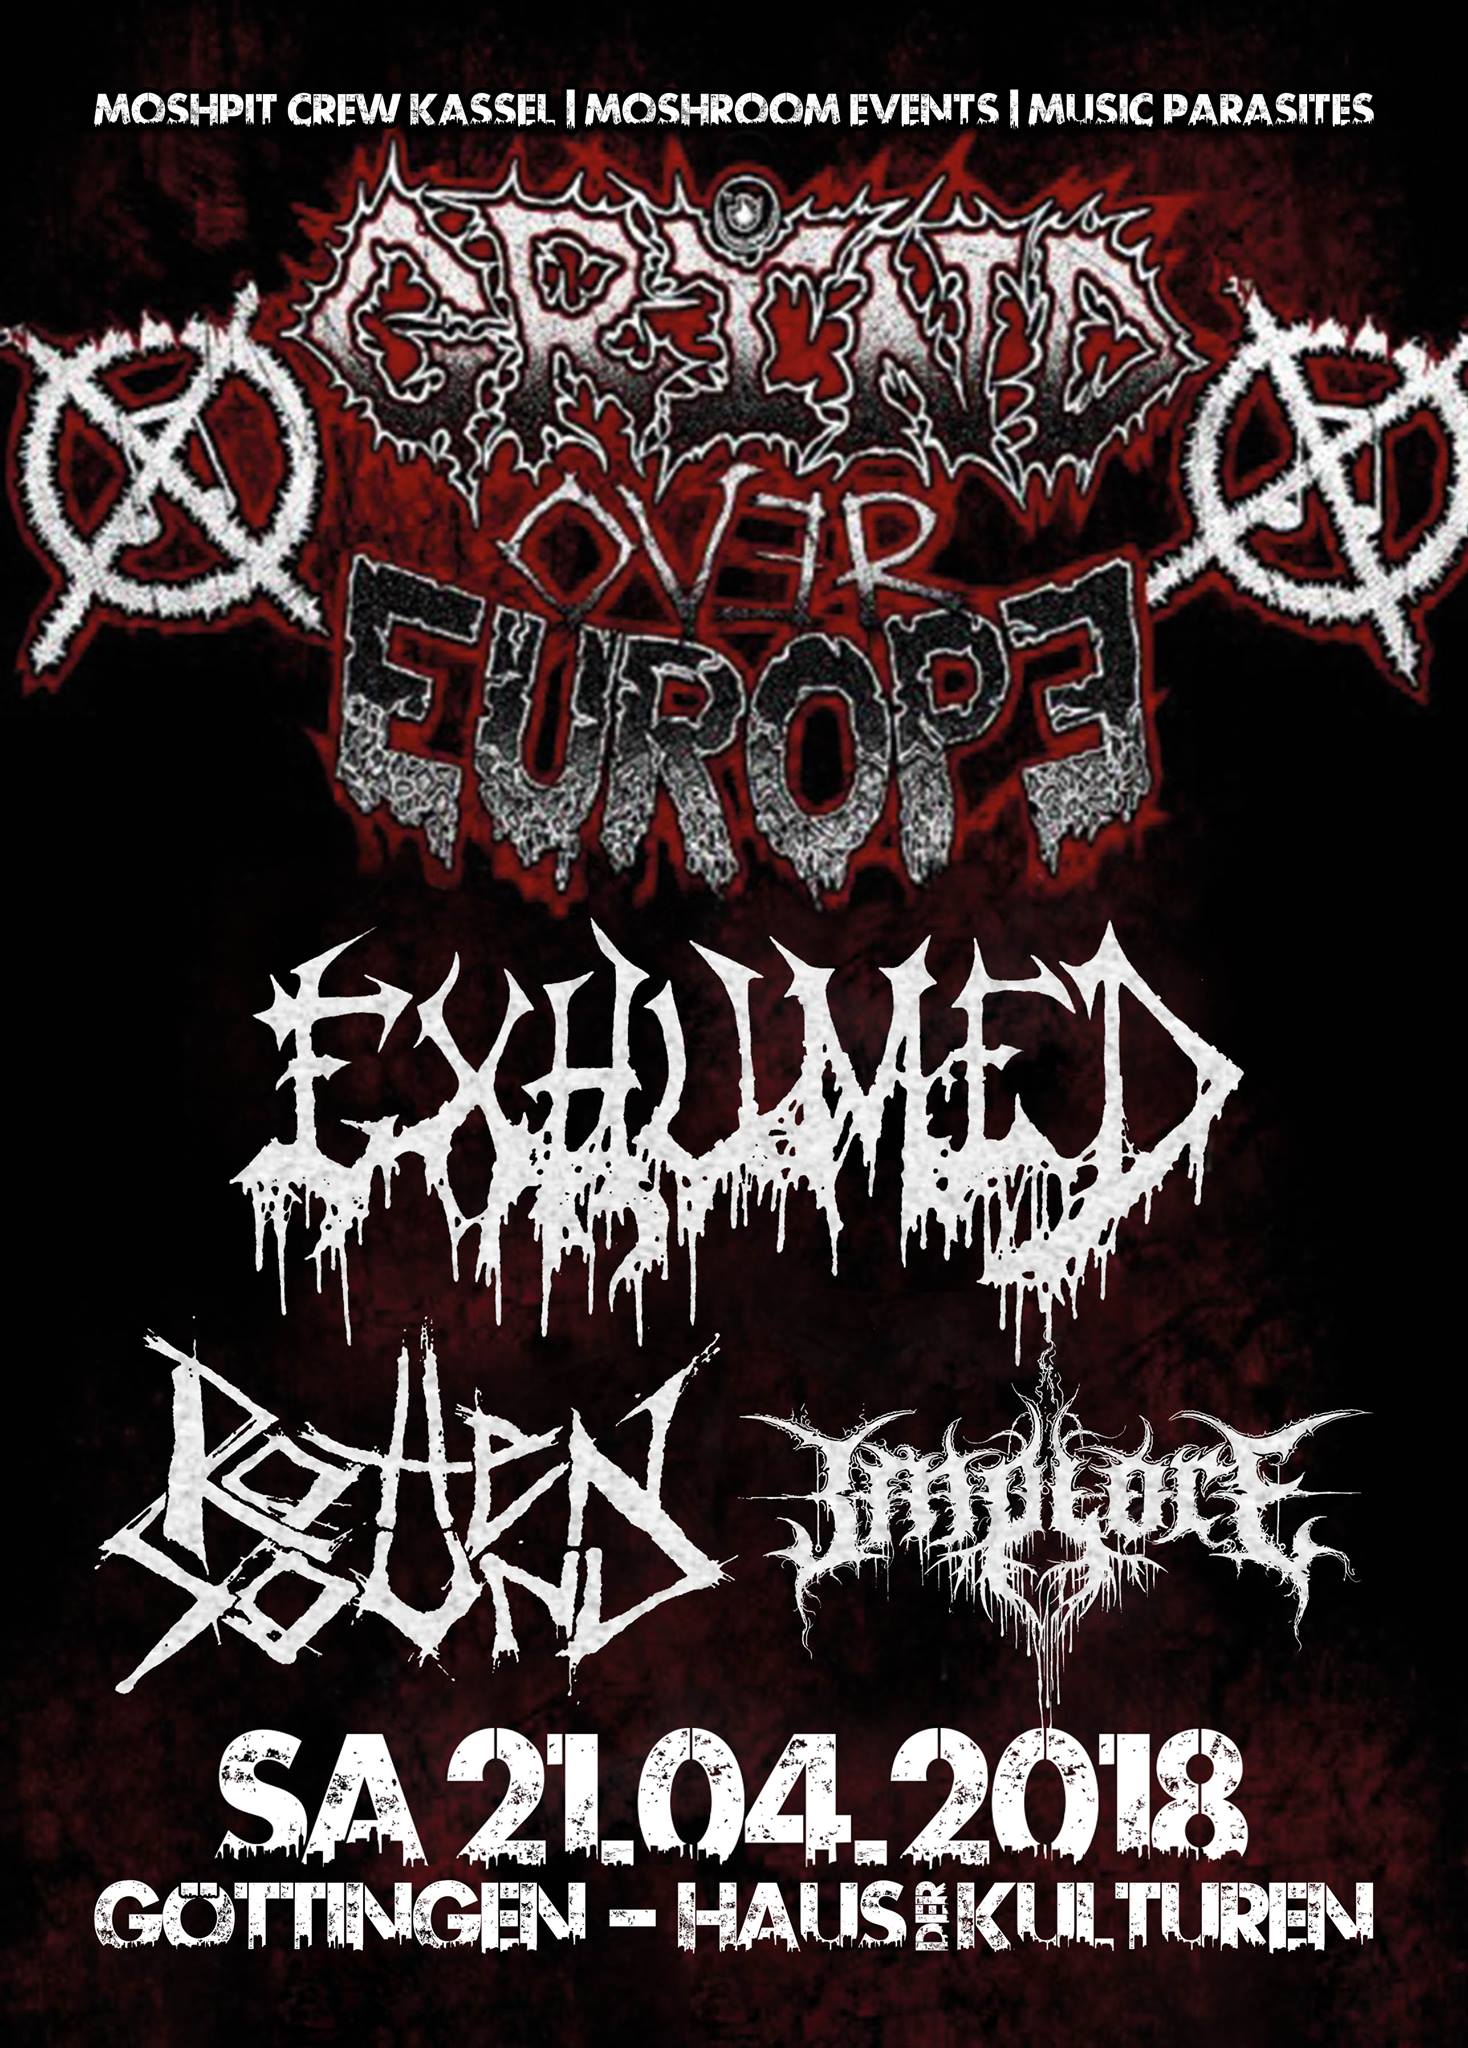 MOSHPIT CREW KASSEL | MOSHROOM EVENTS | MUSIC PARASITES
GRIND
OVER
EUROPE
EXHUMED
ROTTEN
SOUND
IMPLORE
SA 21.04.2018
GÖTTINGEN - HAUS DER KULTUREN